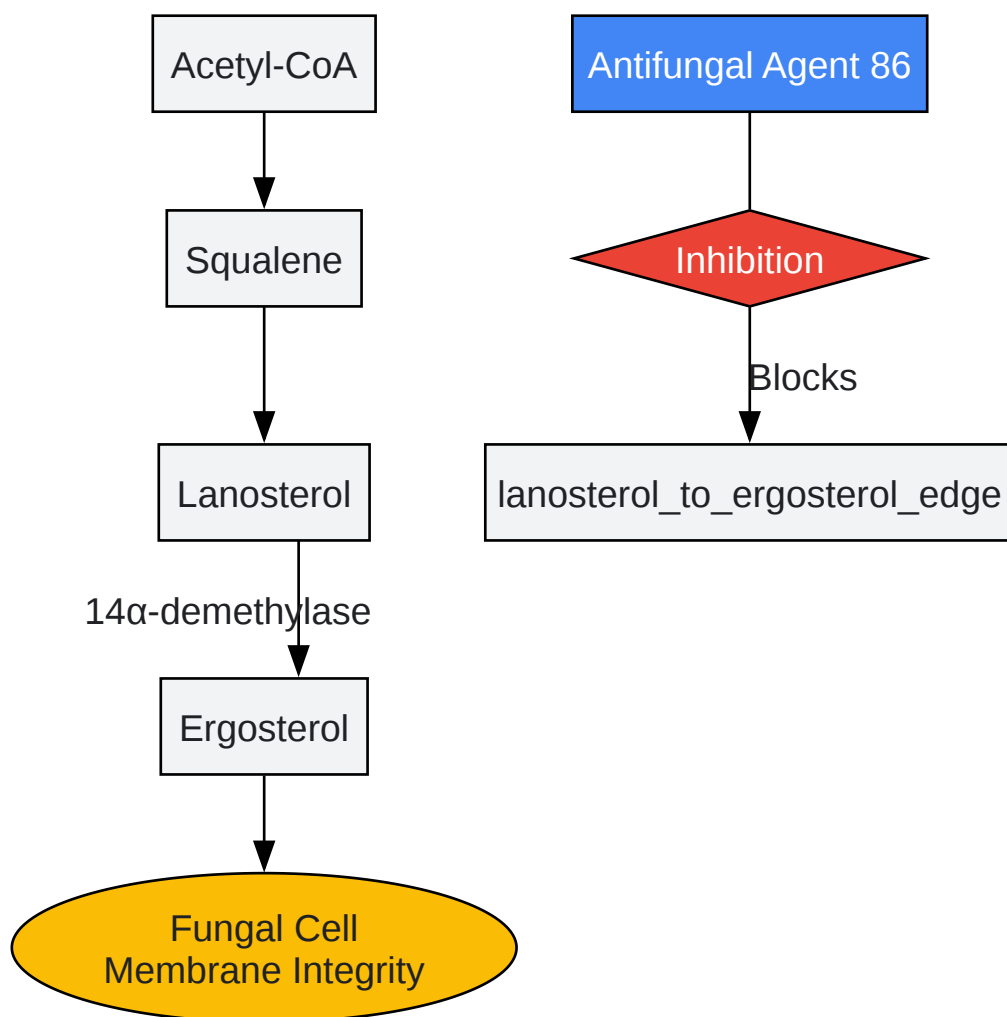 Acetyl-CoA
Antifungal Agent 86
Squalene
Inhibition
Blocks
Lanosterol
lanosterol_to_ergosterol_edge
14α-demethylase
Ergosterol
Fungal Cell
Membrane Integrity